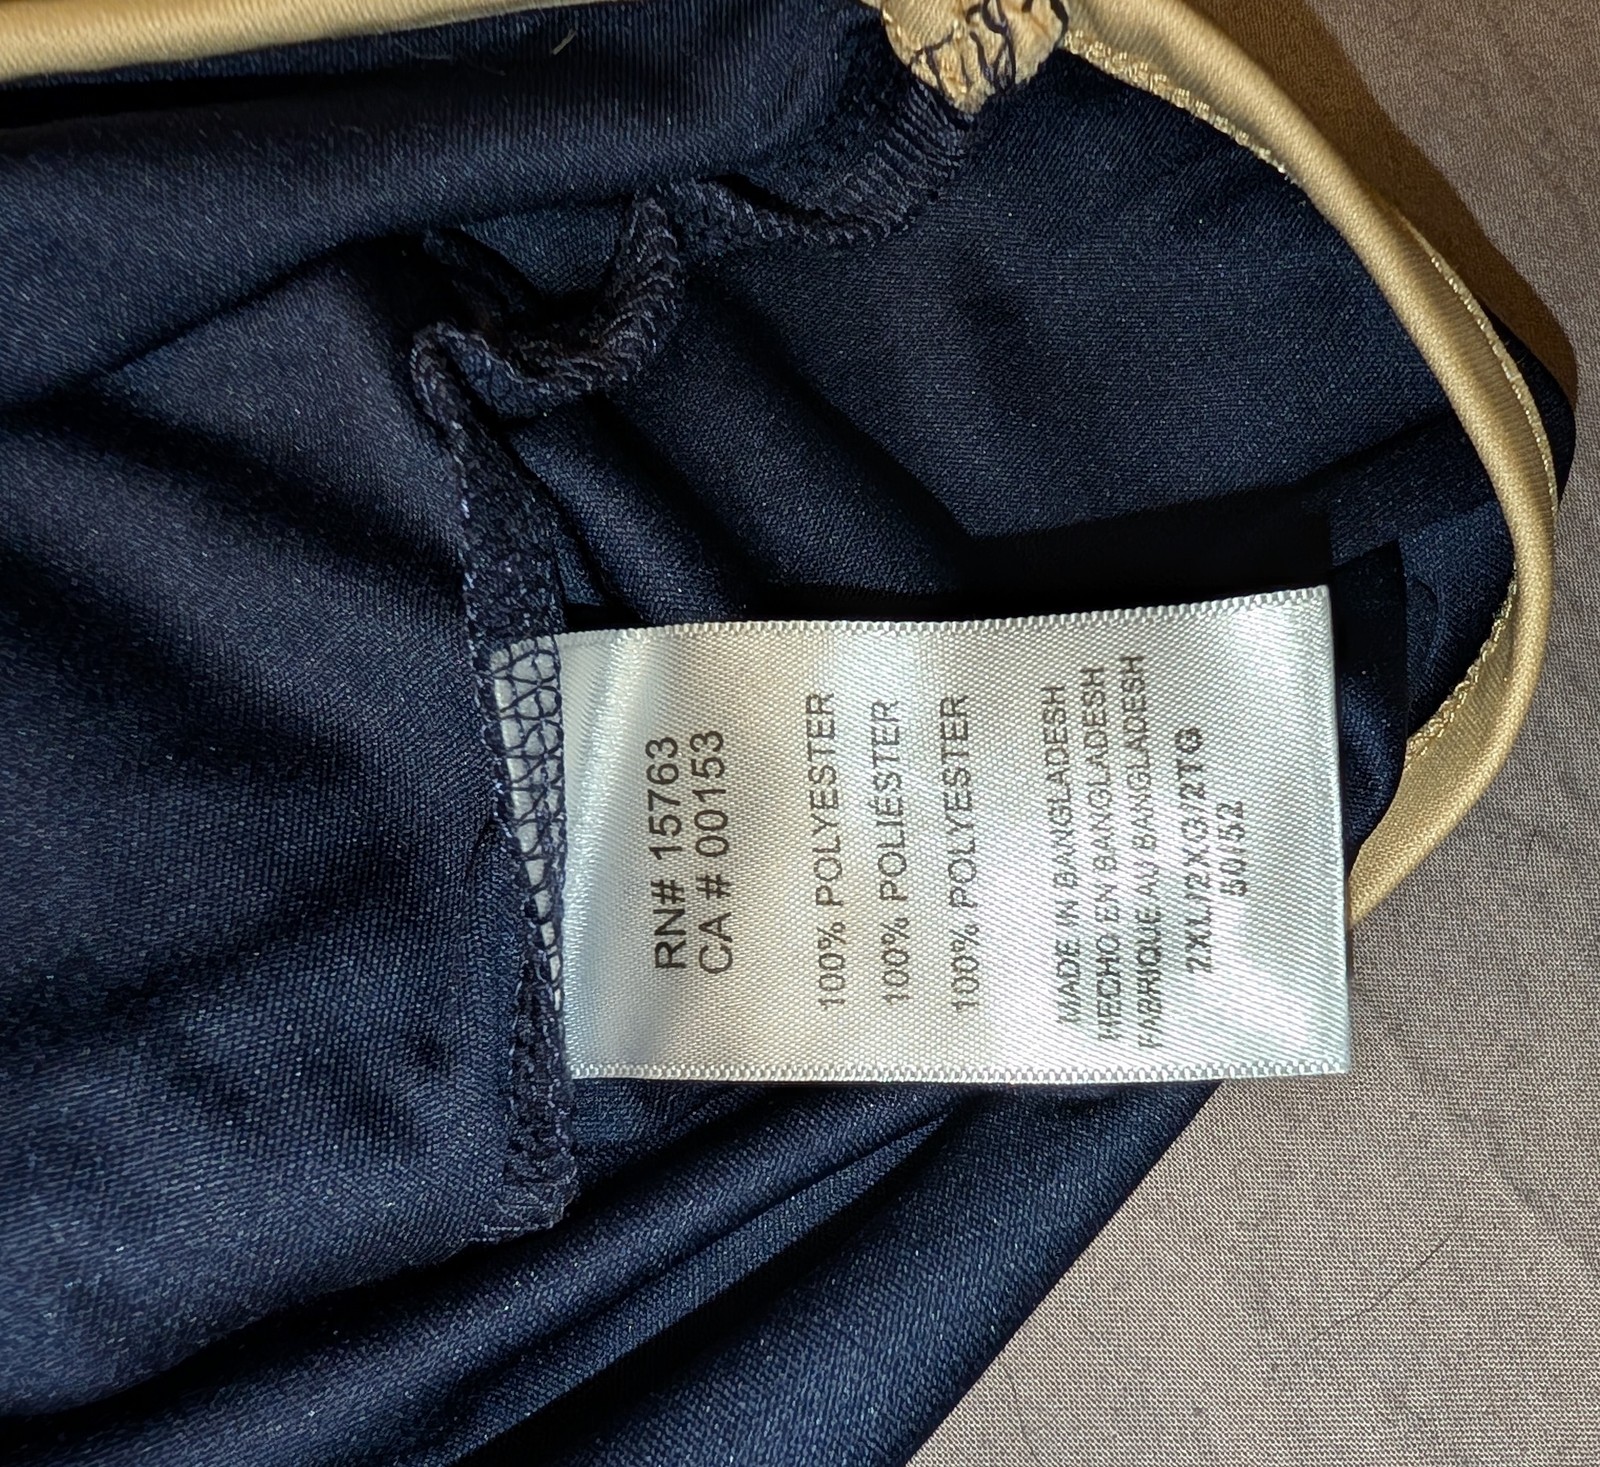 RN# 15763
CA # 00153
100% POLYESTER
100% POLIÉSTER
100% POLYESTER
MADE IN BANGLADESH
HECHO EN BANGLADESH
FABRIQUE AU BANGLADESH
2XL/2XG/2TG
50/52